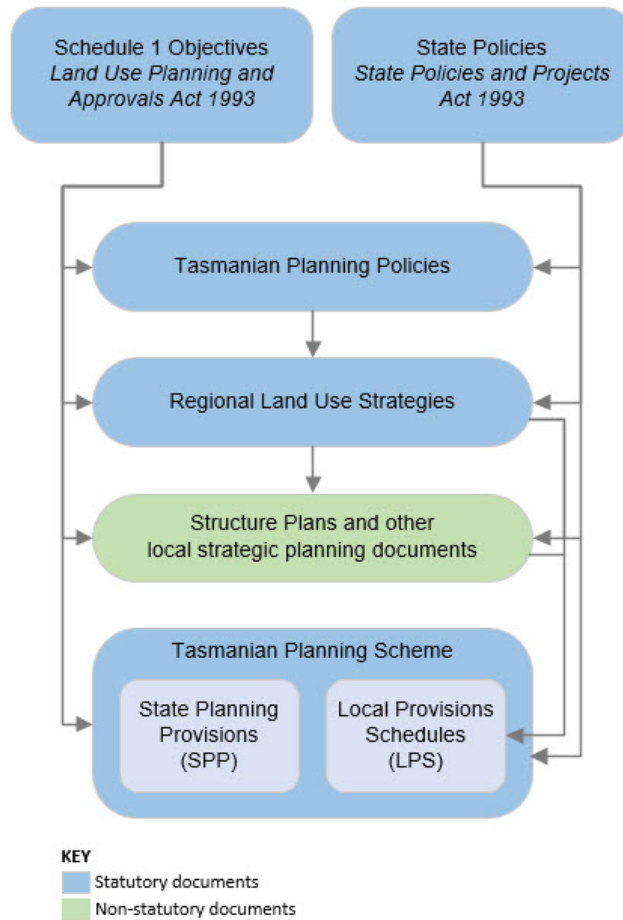 Schedule 1 Objectives
Land Use Planning and
Approvals Act 1993
State Policies
State Policies and Projects
Act 1993
Tasmanian Planning Policies
Regional Land Use Strategies
Structure Plans and other
local strategic planning documents
Tasmanian Planning Scheme
State Planning
Provisions
(SPP)
Local Provisions
Schedules
(LPS)
KEY
Statutory documents
Non-statutory documents